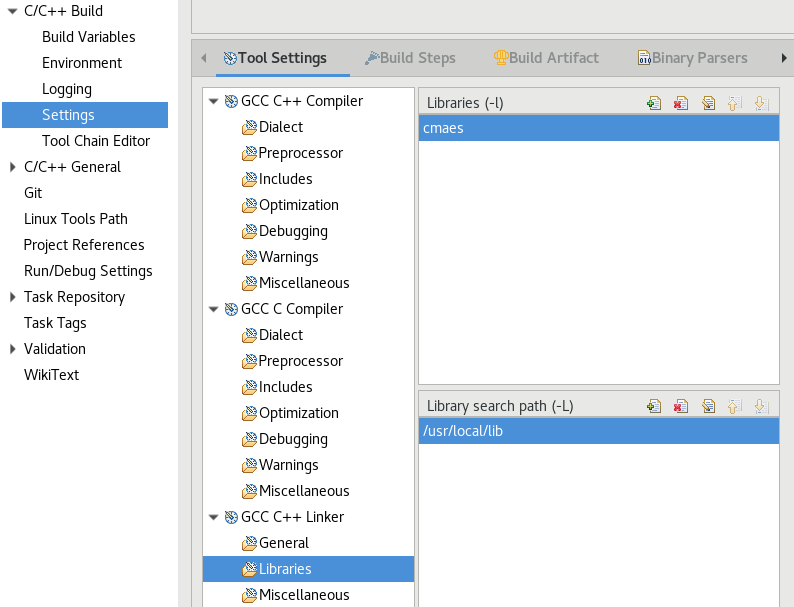 C/C++ Build
Build Variables
Environment
Logging
Settings
Tool Chain Editor
C/C++ General
Git
Linux Tools Path
Project References
Run/Debug Settings
Task Repository
Task Tags
Validation
WikiText
Tool Settings
Build Steps
Build Artifact
Binary Parsers
GCC C++ Compiler
Dialect
Preprocessor
Includes
Optimization
Debugging
Warnings
Miscellaneous
GCC C Compiler
Dialect
Preprocessor
Includes
Optimization
Debugging
Warnings
Miscellaneous
GCC C++ Linker
General
Libraries
Miscellaneous
Libraries (-l)
cmaes
Library search path (-L)
/usr/local/lib